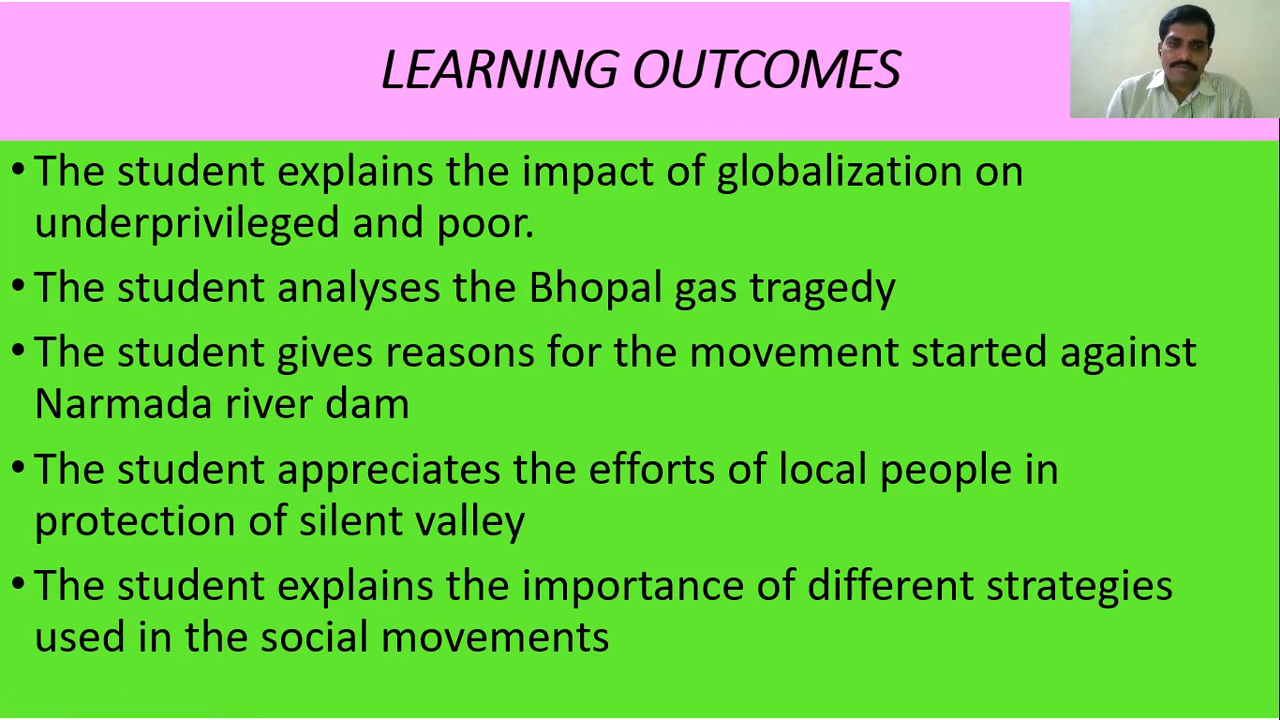 LEARNING OUTCOMES
• The student explains the impact of globalization on
underprivileged and poor.
• The student analyses the Bhopal gas tragedy
• The student gives reasons for the movement started against
Narmada river dam
• The student appreciates the efforts of local people in
protection of silent valley
• The student explains the importance of different strategies
used in the social movements